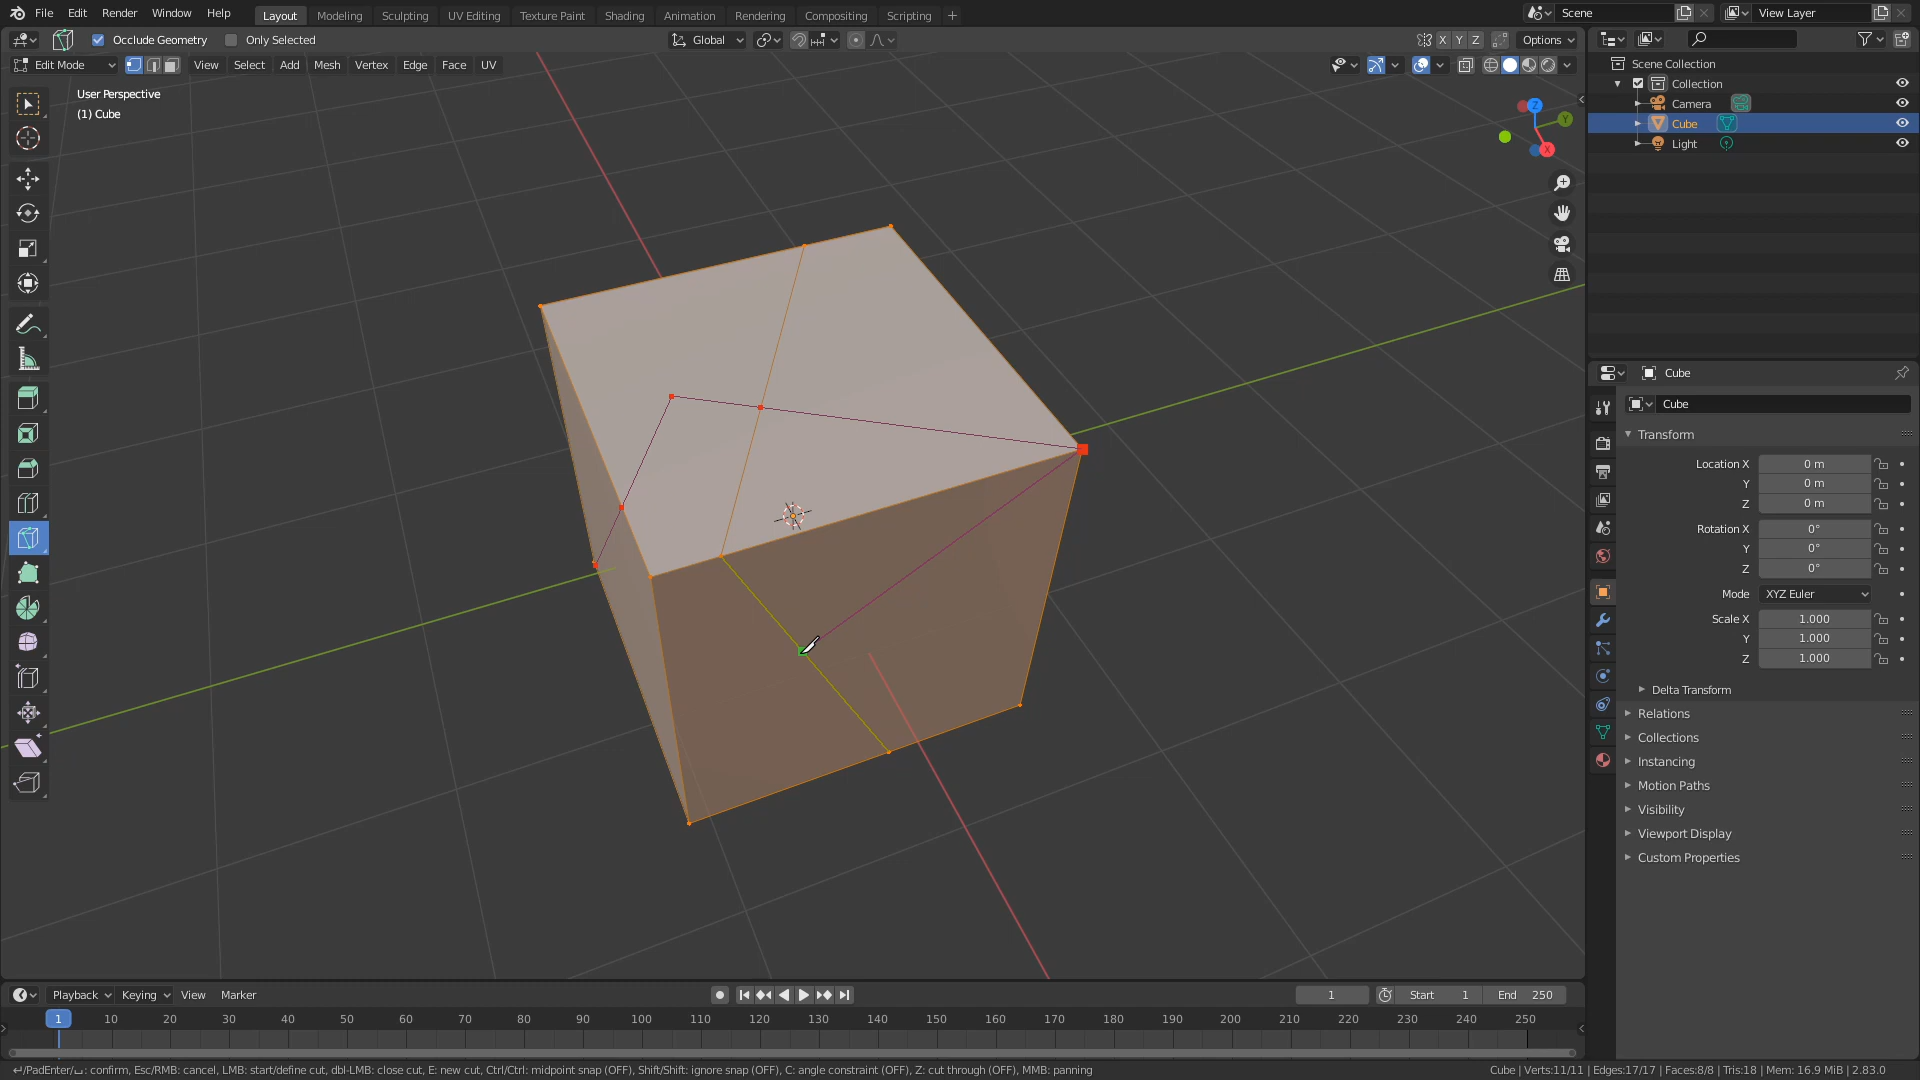 File Edit Render Window Help Layout Modeling Sculpting UV Editing Texture Paint Shading Animation Rendering Compositing Scripting + Scene View Layer
Occlude Geometry Only Selected Global X Y Z Options
Edit Mode View Select Add Mesh Vertex Edge Face UV
User Perspective
(1) Cube
Z
Y
X
Scene Collection
Collection
Camera
Cube
Light
Cube
Cube
Transform
Location X 0 m
Y 0 m
Z 0 m
Rotation X 0°
Y 0°
Z 0°
Mode XYZ Euler
Scale X 1.000
Y 1.000
Z 1.000
Delta Transform
Relations
Collections
Instancing
Motion Paths
Visibility
Viewport Display
Custom Properties
Playback Keying View Marker 1 Start 1 End 250
1 10 20 30 40 50 60 70 80 90 100 110 120 130 140 150 160 170 180 190 200 210 220 230 240 250
↵/PadEnter/␣: confirm, Esc/RMB: cancel, LMB: start/define cut, dbl-LMB: close cut, E: new cut, Ctrl/Ctrl: midpoint snap (OFF), Shift/Shift: ignore snap (OFF), C: angle constraint (OFF), Z: cut through (OFF), MMB: panning Cube | Verts:11/11 | Edges:17/17 | Faces:8/8 | Tris:18 | Mem: 16.9 MiB | 2.83.0